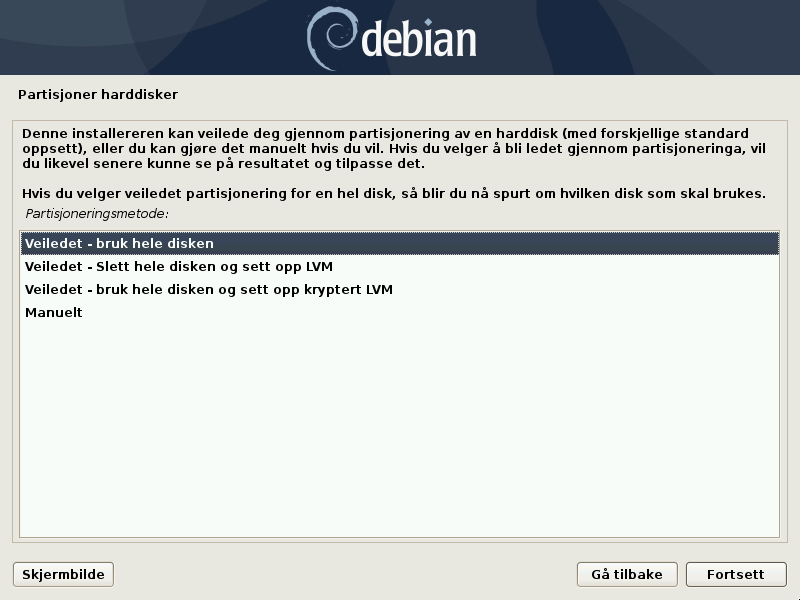 debian
Partisjoner harddisker
Denne installereren kan veilede deg gjennom partisjonering av en harddisk (med forskjellige standard
oppsett), eller du kan gjøre det manuelt hvis du vil. Hvis du velger å bli ledet gjennom partisjoneringa, vil
du likevel senere kunne se på resultatet og tilpasse det.
Hvis du velger veiledet partisjonering for en hel disk, så blir du nå spurt om hvilken disk som skal brukes.
Partisjoneringsmetode:
Veiledet - bruk hele disken
Veiledet - Slett hele disken og sett opp LVM
Veiledet - bruk hele disken og sett opp kryptert LVM
Manuelt
Skjermbilde
Gå tilbake
Fortsett